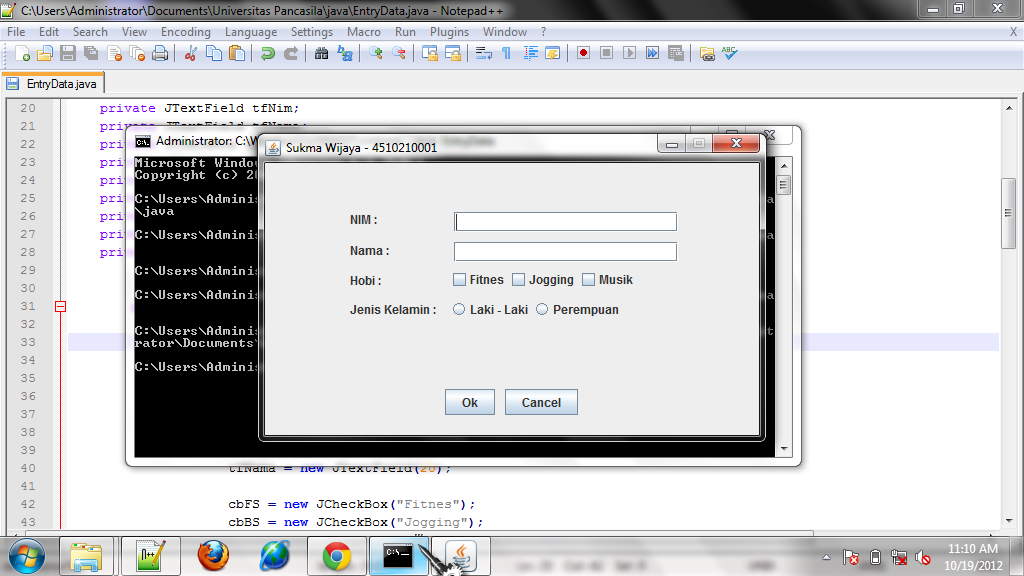 C:\Users\Administrator\Documents\Universitas Pancasila\java\EntryData.java - Notepad++
File Edit Search View Encoding Language Settings Macro Run Plugins Window ? X
EntryData.java
20 private JTextField tfNim;
21 private JTextField tfNama;
22
23
24
25
26
27
28
29
30
31
32
33
34
35
36
37
38
39
40 tfNama = new JTextField(20);
41
42 cbFS = new JCheckBox("Fitnes");
43 cbBS = new JCheckBox("Jogging");
Administrator: C:\W
Microsoft Windo
Copyright (c) 2
C:\Users\Adminis
\java
C:\Users\Adminis
C:\Users\Adminis
C:\Users\Adminis
C:\Users\Adminis
rator\Documents\
C:\Users\Adminis
Sukma Wijaya - 4510210001
NIM :
Nama :
Hobi : Fitnes Jogging Musik
Jenis Kelamin : Laki - Laki Perempuan
Ok Cancel
11:10 AM
10/19/2012